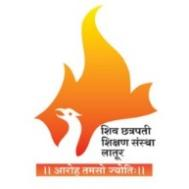 शिव छत्रपती
शिक्षण संस्था
लातूर
।। आरोह तमसो ज्योतिः।।